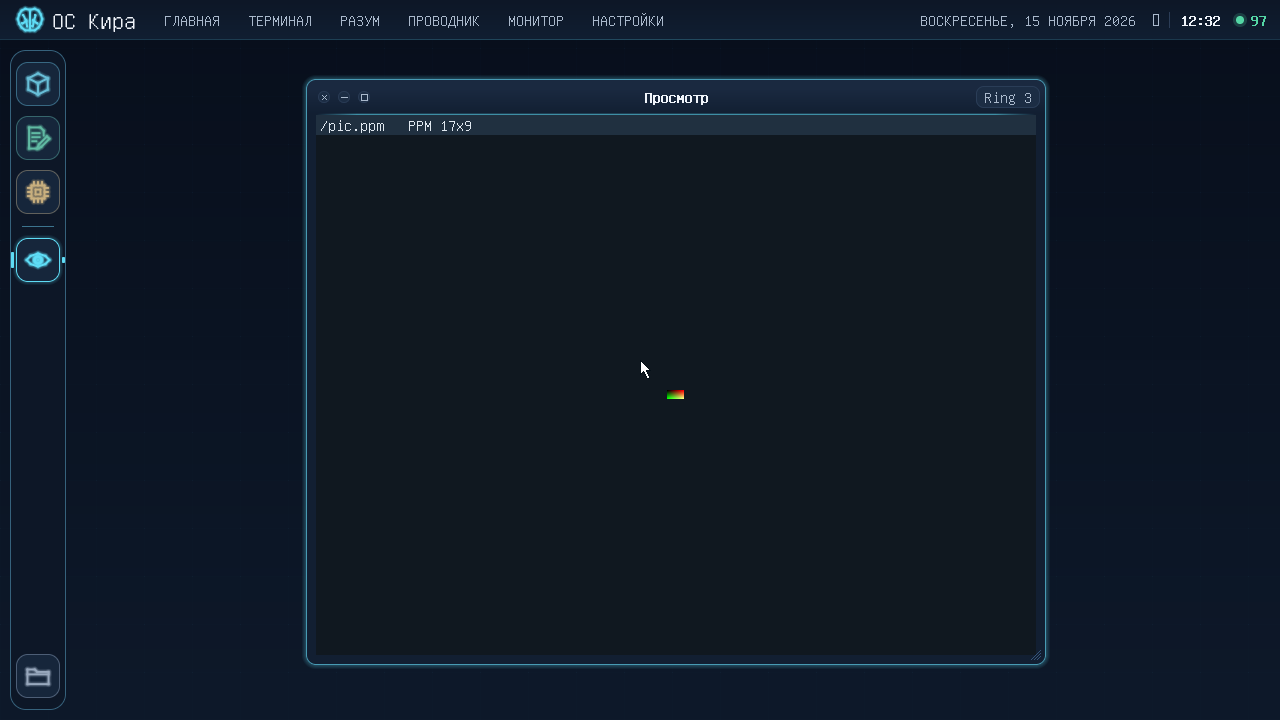 ОС Кира ГЛАВНАЯ ТЕРМИНАЛ РАЗУМ ПРОВОДНИК МОНИТОР НАСТРОЙКИ ВОСКРЕСЕНЬЕ, 15 НОЯБРЯ 2026 12:32 97
Просмотр Ring 3
/pic.ppm PPM 17x9